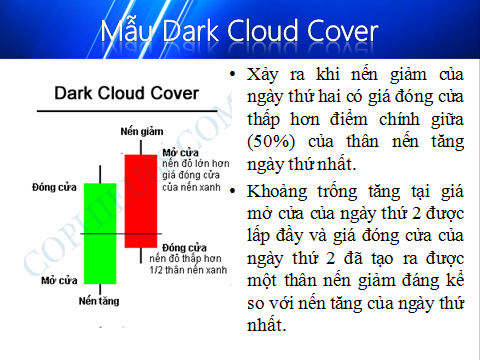 Mẫu Dark Cloud Cover
Dark Cloud Cover
Nến giảm
Mở cửa
nến đỏ lớn hơn
giá đóng cửa
của nến xanh
Đóng cửa
Đóng cửa
nến đỏ thấp hơn
1/2 thân nến xanh
Mở cửa
Nến tăng
• Xảy ra khi nến giảm của
ngày thứ hai có giá đóng cửa
thấp hơn điểm chính giữa
(50%) của thân nến tăng
ngày thứ nhất.
• Khoảng trống tăng tại giá
mở cửa của ngày thứ 2 được
lấp đầy và giá đóng cửa của
ngày thứ 2 đã tạo ra được
một thân nến giảm đáng kể
so với nến tăng của ngày thứ
nhất.